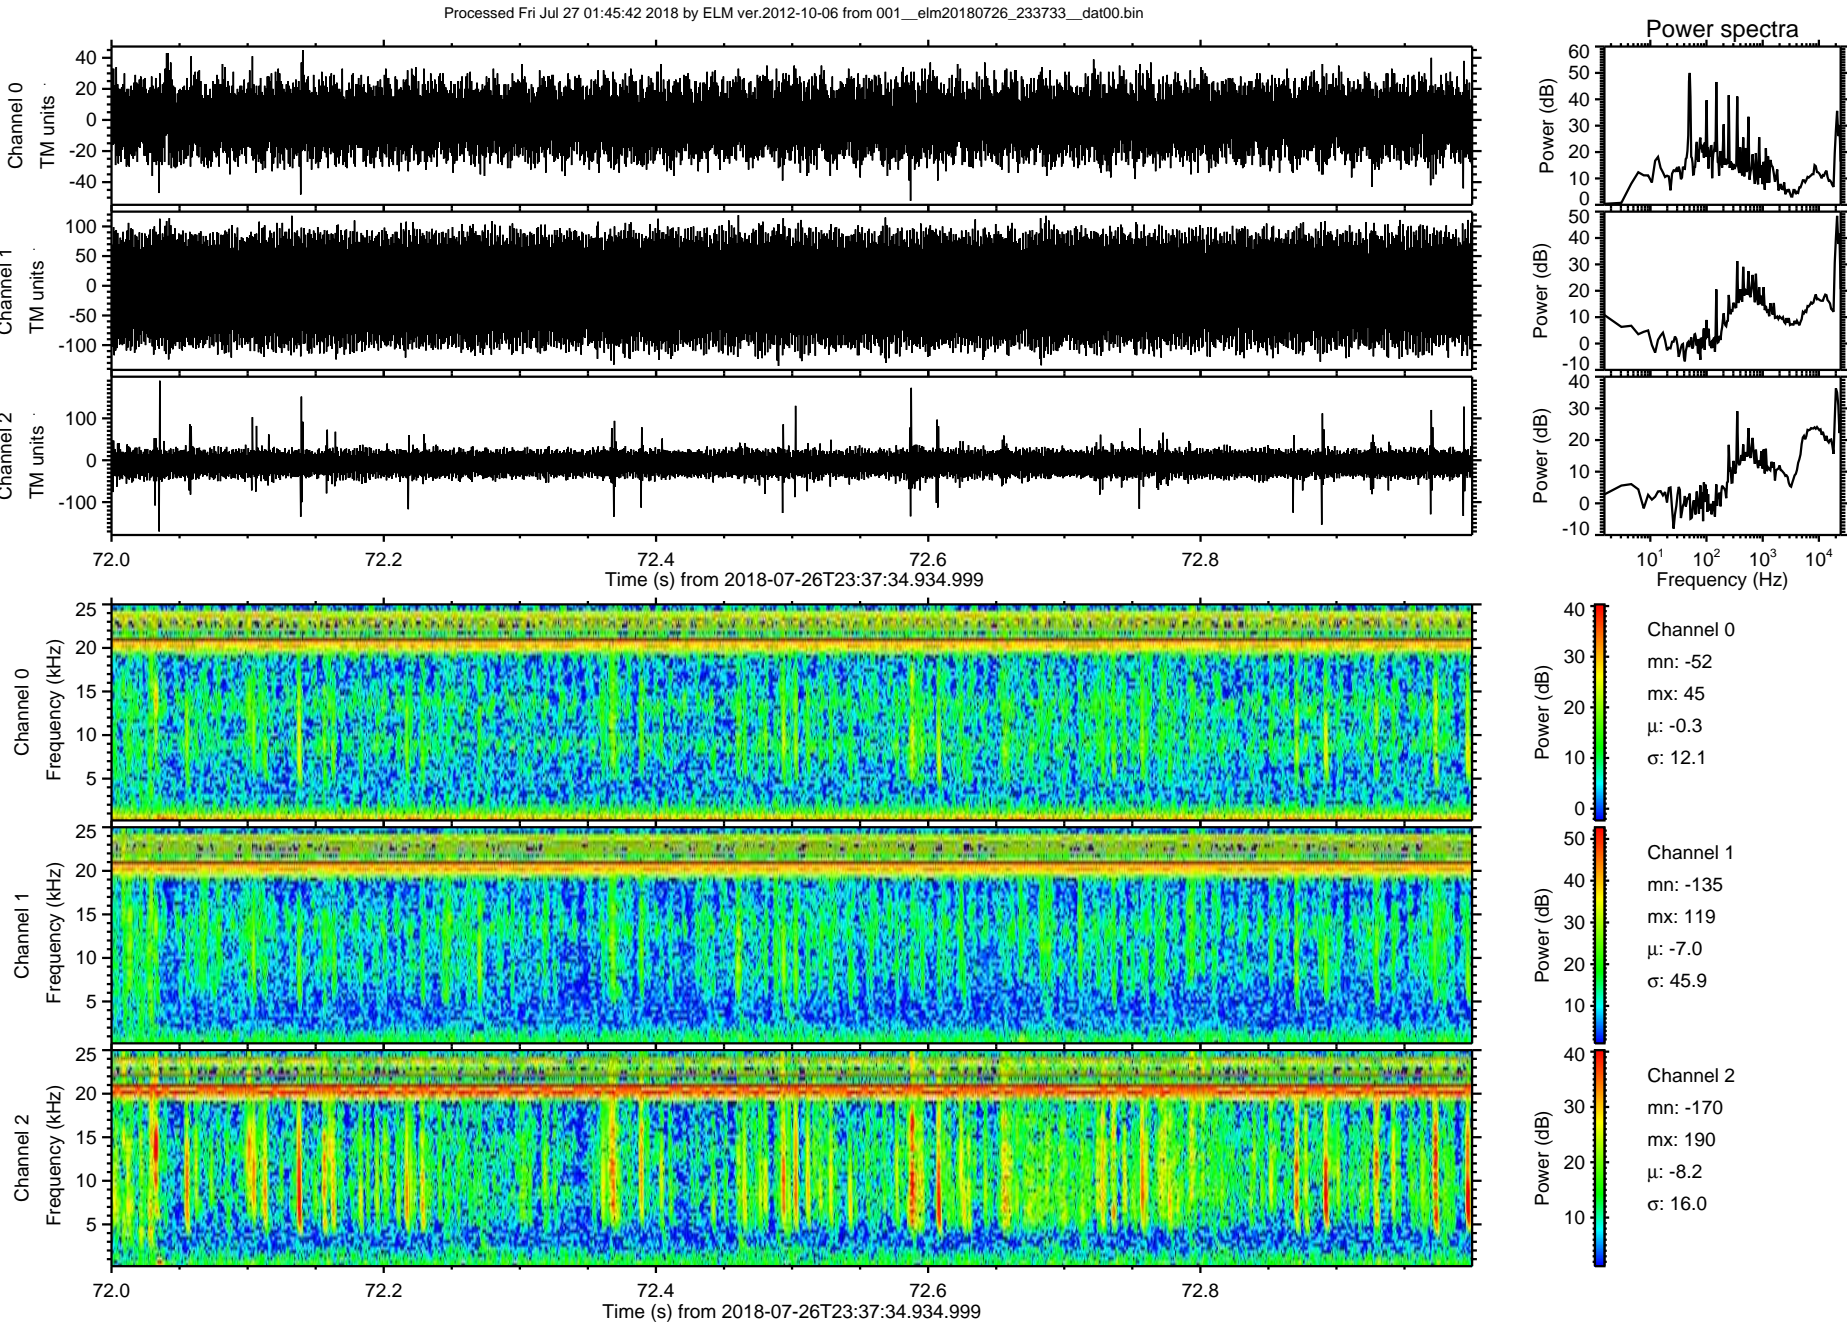 Processed Fri Jul 27 01:45:42 2018 by ELM ver.2012-10-06 from 001__elm20180726_233733__dat00.bin
Power spectra
Channel 0
TM units
40
20
0
-20
-40
Power (dB)
60
50
40
30
20
10
0
Channel 1
TM units
100
50
0
-50
-100
Power (dB)
50
40
30
20
10
0
-10
Channel 2
TM units
100
0
-100
Power (dB)
40
30
20
10
0
-10
72.0 72.2 72.4 72.6 72.8
Time (s) from 2018-07-26T23:37:34.934.999
10^1 10^2 10^3 10^4
Frequency (Hz)
Channel 0
Frequency (kHz)
25
20
15
10
5
Power (dB)
40
30
20
10
0
Channel 0
mn: -52
mx: 45
μ: -0.3
σ: 12.1
Channel 1
Frequency (kHz)
25
20
15
10
5
Power (dB)
50
40
30
20
10
Channel 1
mn: -135
mx: 119
μ: -7.0
σ: 45.9
Channel 2
Frequency (kHz)
25
20
15
10
5
Power (dB)
40
30
20
10
Channel 2
mn: -170
mx: 190
μ: -8.2
σ: 16.0
72.0 72.2 72.4 72.6 72.8
Time (s) from 2018-07-26T23:37:34.934.999